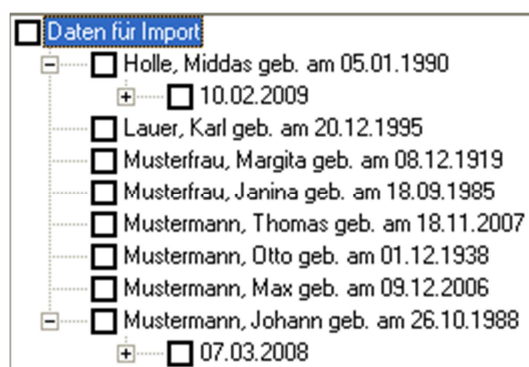 Daten für Import
Holle, Middas geb. am 05.01.1990
10.02.2009
Lauer, Karl geb. am 20.12.1995
Musterfrau, Margita geb. am 08.12.1919
Musterfrau, Janina geb. am 18.09.1985
Mustermann, Thomas geb. am 18.11.2007
Mustermann, Otto geb. am 01.12.1938
Mustermann, Max geb. am 09.12.2006
Mustermann, Johann geb. am 26.10.1988
07.03.2008